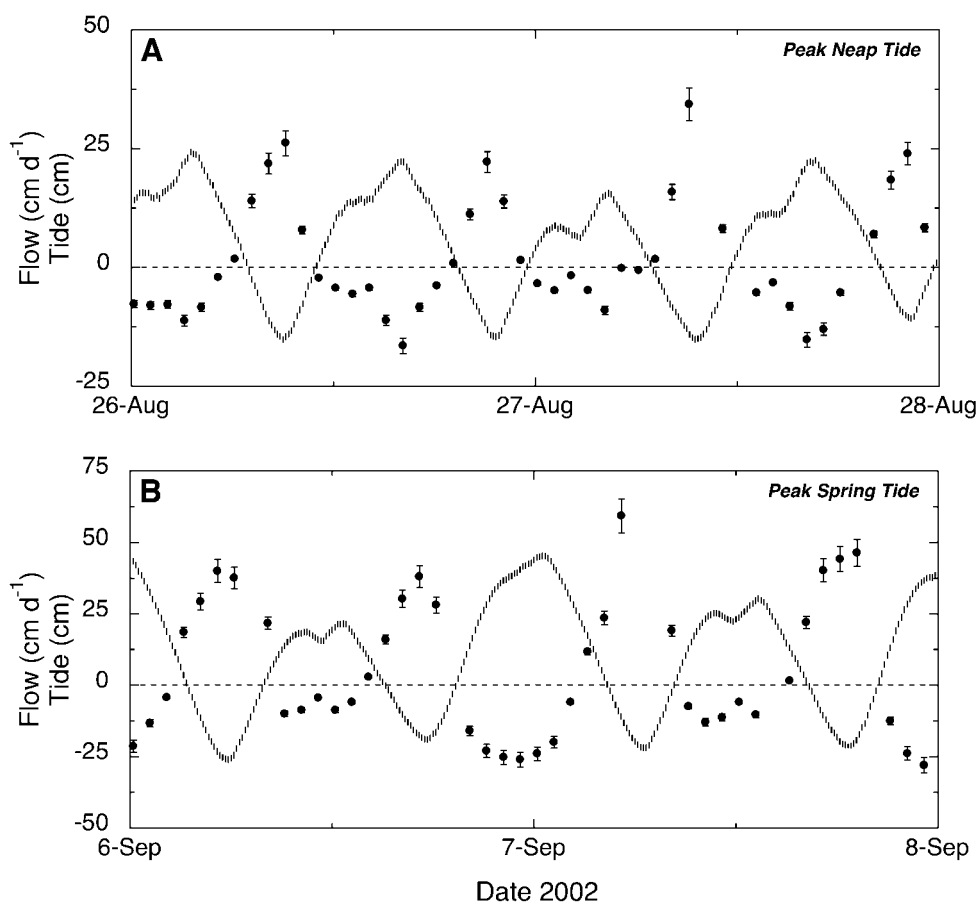 A
Peak Neap Tide
50
25
0
-25
Flow (cm d⁻¹)
Tide (cm)
26-Aug
27-Aug
28-Aug
B
Peak Spring Tide
75
50
25
0
-25
-50
Flow (cm d⁻¹)
Tide (cm)
6-Sep
7-Sep
8-Sep
Date 2002